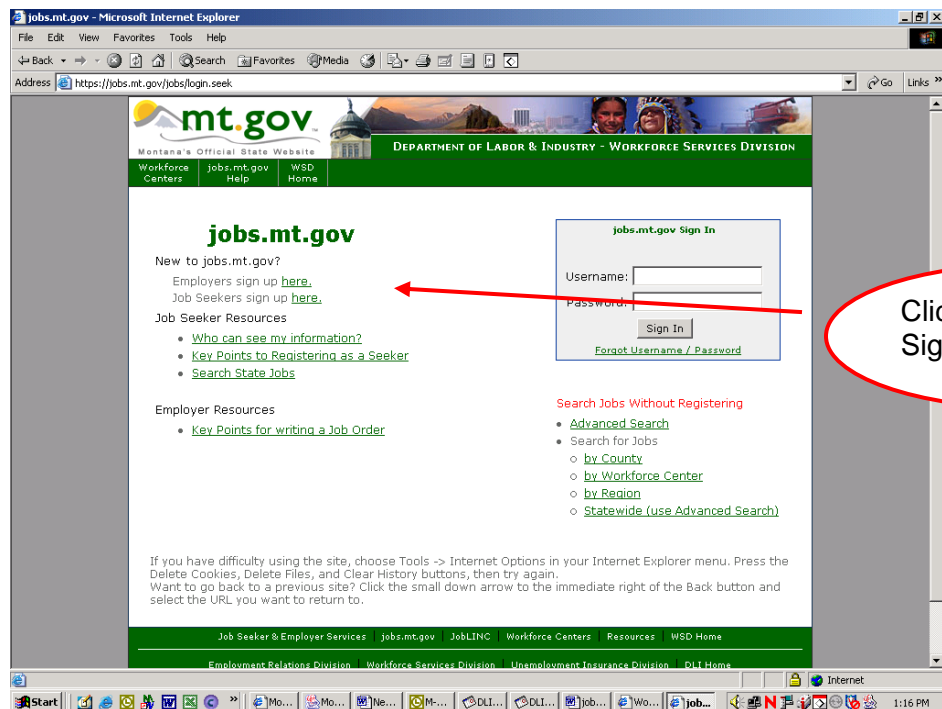 jobs.mt.gov - Microsoft Internet Explorer
File Edit View Favorites Tools Help
Back Search Favorites Media
Address https://jobs.mt.gov/jobs/login.seek Go Links »
mt.gov
Montana's Official State Website
DEPARTMENT OF LABOR & INDUSTRY - WORKFORCE SERVICES DIVISION
Workforce Centers jobs.mt.gov Help WSD Home
jobs.mt.gov
New to jobs.mt.gov?
Employers sign up here.
Job Seekers sign up here.
Job Seeker Resources
• Who can see my information?
• Key Points to Registering as a Seeker
• Search State Jobs
Employer Resources
• Key Points for writing a Job Order
jobs.mt.gov Sign In
Username:
Password:
Sign In
Forgot Username / Password
Search Jobs Without Registering
• Advanced Search
• Search for Jobs
○ by County
○ by Workforce Center
○ by Region
○ Statewide (use Advanced Search)
If you have difficulty using the site, choose Tools -> Internet Options in your Internet Explorer menu. Press the
Delete Cookies, Delete Files, and Clear History buttons, then try again.
Want to go back to a previous site? Click the small down arrow to the immediate right of the Back button and
select the URL you want to return to.
Job Seeker & Employer Services | jobs.mt.gov | JobLINC | Workforce Centers | Resources | WSD Home
Employment Relations Division | Workforce Services Division | Unemployment Insurance Division | DLI Home
Internet
Start » Mo... Mo... Ne... M-... DLI... DLI... job... Wo... job... 1:16 PM